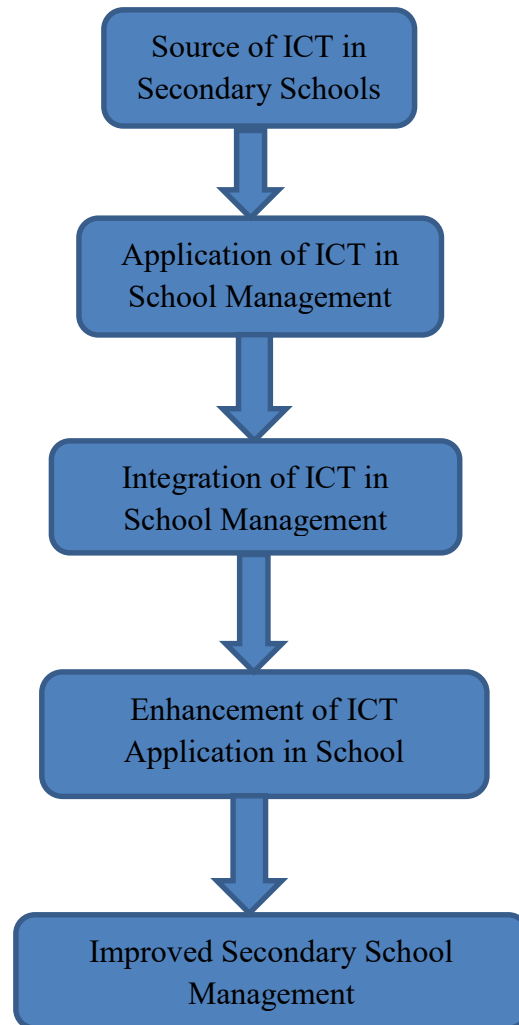 Source of ICT in
Secondary Schools
Application of ICT in
School Management
Integration of ICT in
School Management
Enhancement of ICT
Application in School
Improved Secondary School
Management